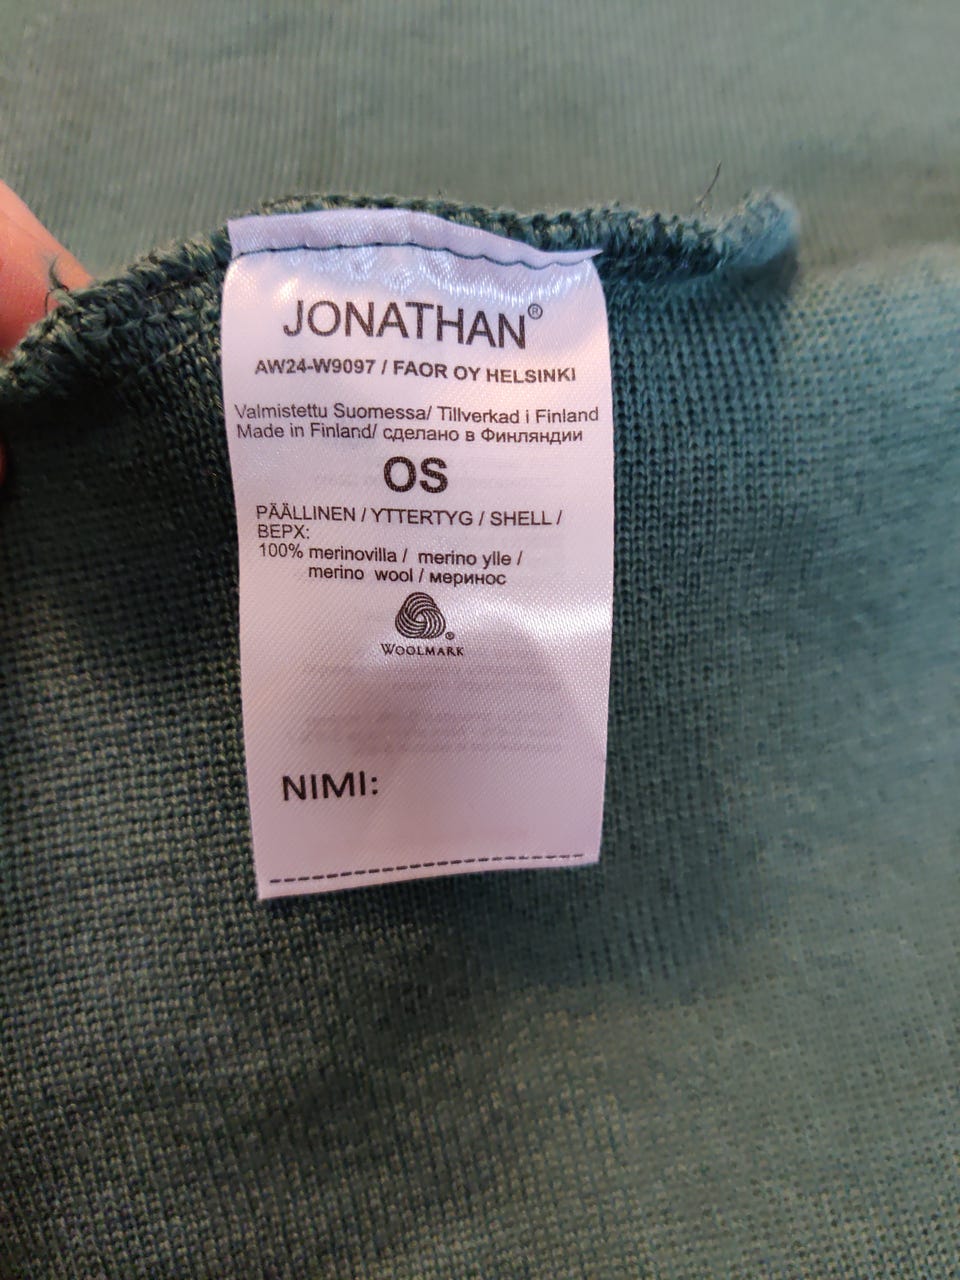 JONATHAN®
AW24-W9097 / FAOR OY HELSINKI
Valmistettu Suomessa/ Tillverkad i Finland
Made in Finland/ сделано в Финляндии
OS
PÄÄLLINEN / YTTERTYG / SHELL /
ВЕРХ:
100% merinovilla / merino ylle /
merino wool / меринос
®
WOOLMARK
NIMI: